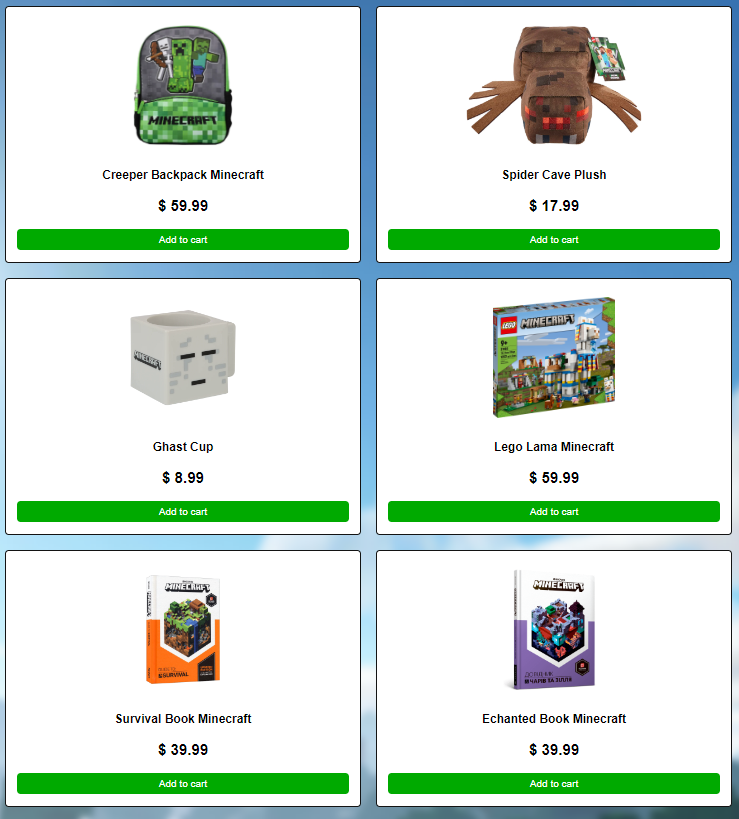 MINECRAFT
Creeper Backpack Minecraft
$ 59.99
Add to cart
Spider Cave Plush
$ 17.99
Add to cart
MINECRAFT
Ghast Cup
$ 8.99
Add to cart
LEGO MINECRAFT
Lego Lama Minecraft
$ 59.99
Add to cart
MINECRAFT
Survival Book Minecraft
$ 39.99
Add to cart
MINECRAFT
Echanted Book Minecraft
$ 39.99
Add to cart